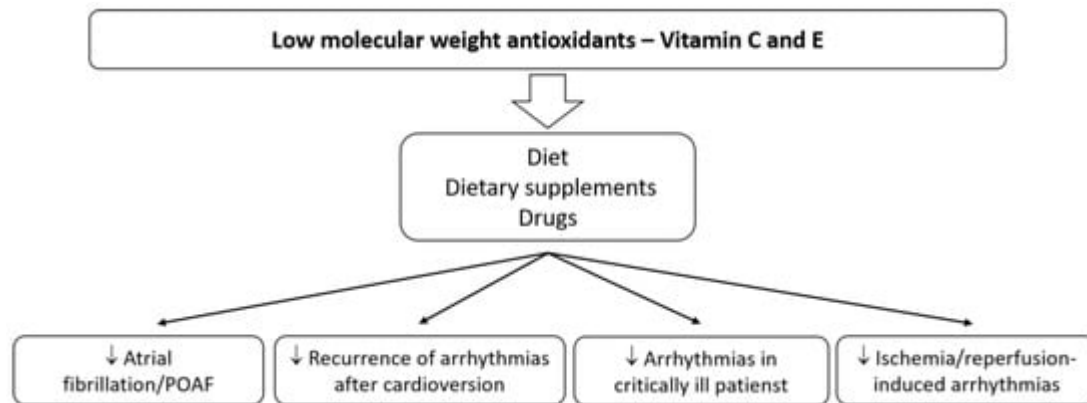 Low molecular weight antioxidants – Vitamin C and E
Diet
Dietary supplements
Drugs
↓ Atrial
fibrillation/POAF
↓ Recurrence of arrhythmias
after cardioversion
↓ Arrhythmias in
critically ill patienst
↓ Ischemia/reperfusion-
induced arrhythmias